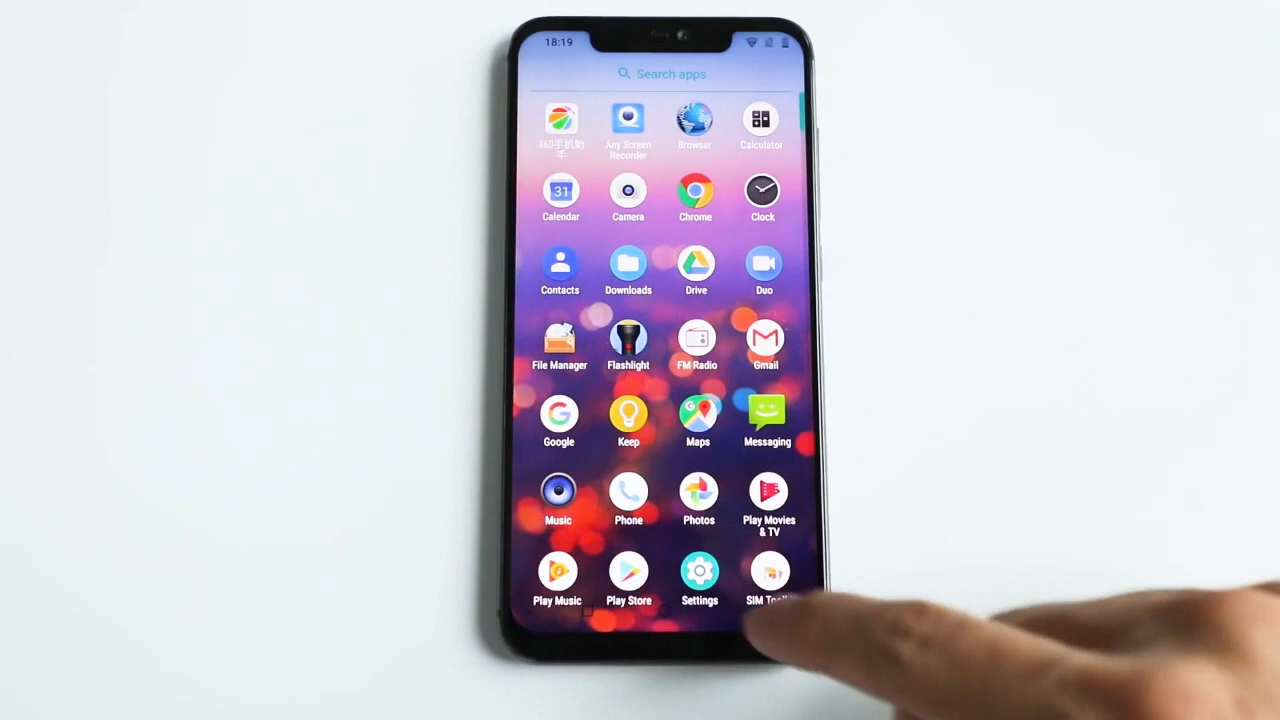 18:19
Search apps
360手机助
手
Any Screen
Recorder
Browser
Calculator
31
Calendar
Camera
Chrome
Clock
Contacts
Downloads
Drive
Duo
File Manager
Flashlight
FM Radio
Gmail
Google
Keep
Maps
Messaging
Music
Phone
Photos
Play Movies
& TV
Play Music
Play Store
Settings
SIM